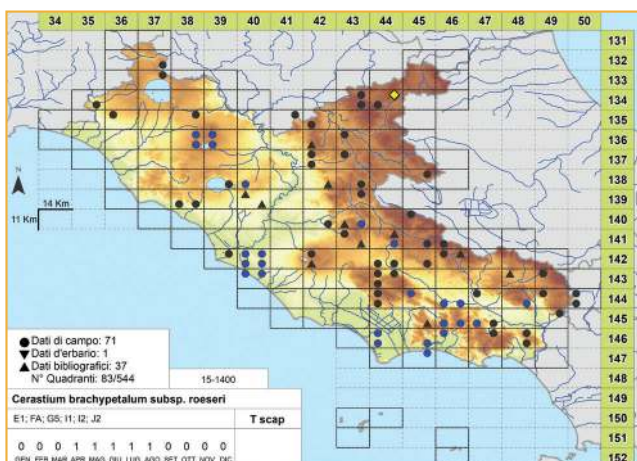 34 35 36 37 38 39 40 41 42 43 44 45 46 47 48 49 50
131
132
133
134
135
136
137
138
139
140
141
142
143
144
145
146
147
148
149
150
151
152
N
14 Km
11 Km
Dati di campo: 71
Dati d'erbario: 1
Dati bibliografici: 37
N° Quadranti: 83/544
15-1400
Cerastium brachypetalum subsp. roeseri
E1; FA; G5; I1; I2; J2
T scap
0 0 0 1 1 1 1 1 0 0 0 0
GEN FEB MAR APR MAG GIU LUG AGO SET OTT NOV DIC